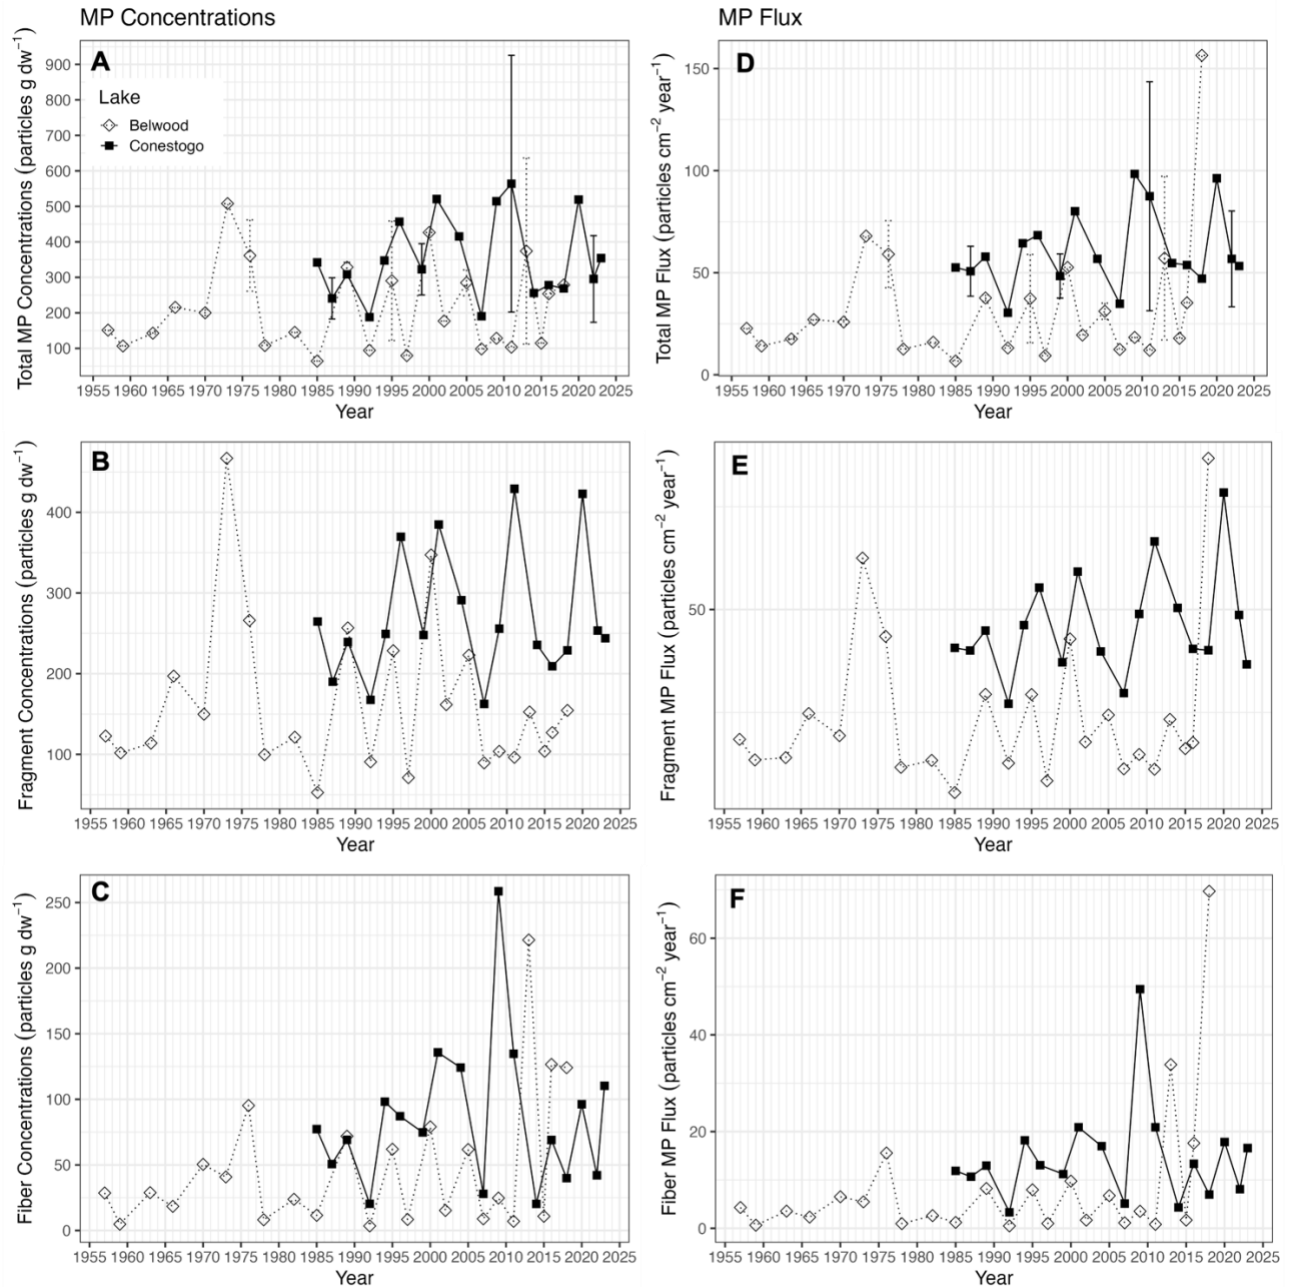 MP Concentrations
MP Flux
A
Total MP Concentrations (particles g dw⁻¹)
900
800
700
600
500
400
300
200
100
Lake
Belwood
Conestogo
1955 1960 1965 1970 1975 1980 1985 1990 1995 2000 2005 2010 2015 2020 2025
Year
D
Total MP Flux (particles cm⁻² year⁻¹)
150
100
50
0
1955 1960 1965 1970 1975 1980 1985 1990 1995 2000 2005 2010 2015 2020 2025
Year
B
Fragment Concentrations (particles g dw⁻¹)
400
300
200
100
1955 1960 1965 1970 1975 1980 1985 1990 1995 2000 2005 2010 2015 2020 2025
Year
E
Fragment MP Flux (particles cm⁻² year⁻¹)
50
1955 1960 1965 1970 1975 1980 1985 1990 1995 2000 2005 2010 2015 2020 2025
Year
C
Fiber Concentrations (particles g dw⁻¹)
250
200
150
100
50
0
1955 1960 1965 1970 1975 1980 1985 1990 1995 2000 2005 2010 2015 2020 2025
Year
F
Fiber MP Flux (particles cm⁻² year⁻¹)
60
40
20
0
1955 1960 1965 1970 1975 1980 1985 1990 1995 2000 2005 2010 2015 2020 2025
Year